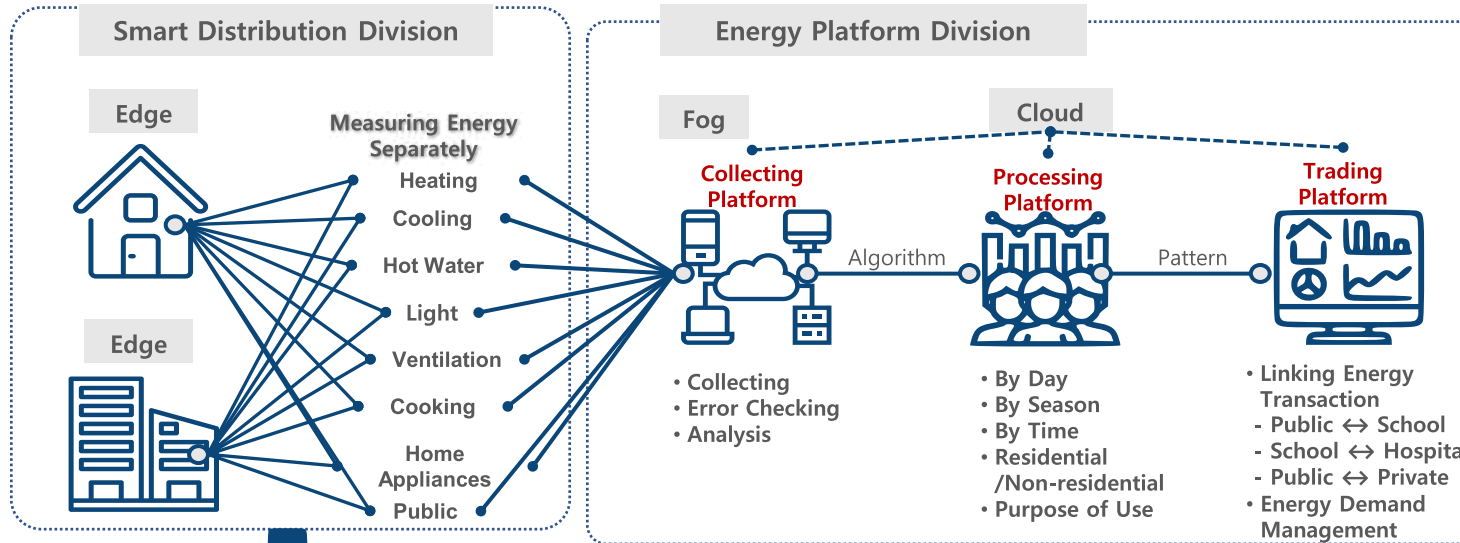 Smart Distribution Division
Energy Platform Division
Edge
Measuring Energy
Separately
Heating
Cooling
Hot Water
Light
Ventilation
Cooking
Home
Appliances
Public
Edge
Fog
Cloud
Collecting
Platform
Processing
Platform
Trading
Platform
Algorithm
Pattern
• Collecting
• Error Checking
• Analysis
• By Day
• By Season
• By Time
• Residential
/Non-residential
• Purpose of Use
• Linking Energy
Transaction
- Public ↔ School
- School ↔ Hospita
- Public ↔ Private
• Energy Demand
Management